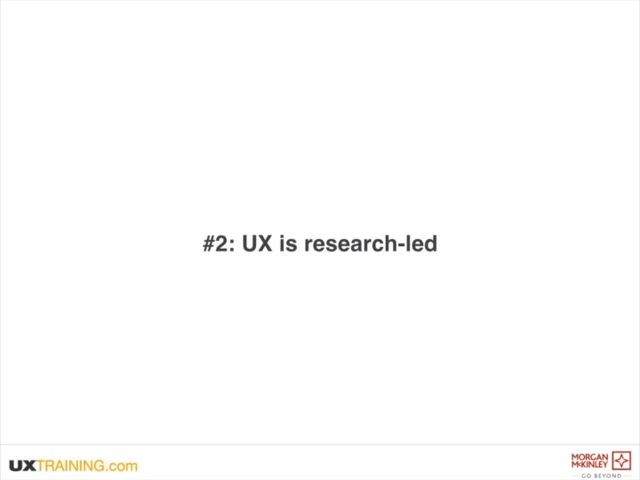 #2: UX is research-led
UXTRAINING.com
MORGAN
McKINLEY
GO BEYOND